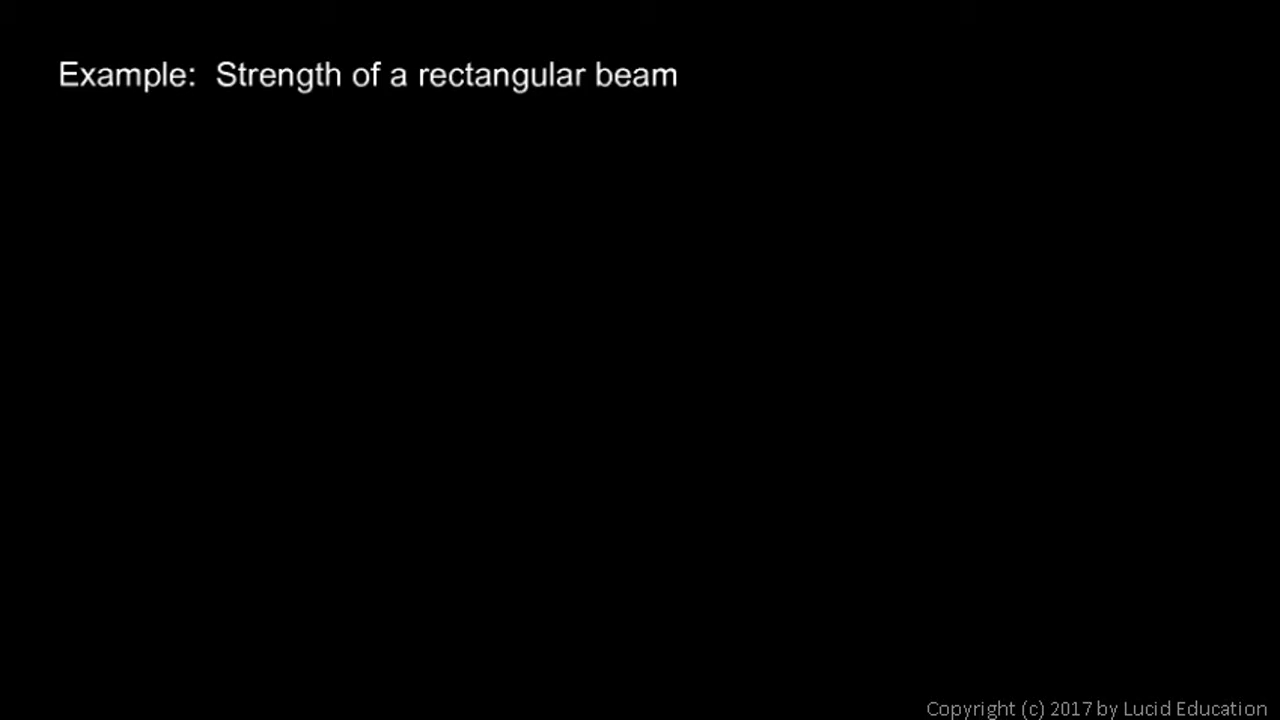 Example: Strength of a rectangular beam
Copyright (c) 2017 by Lucid Education